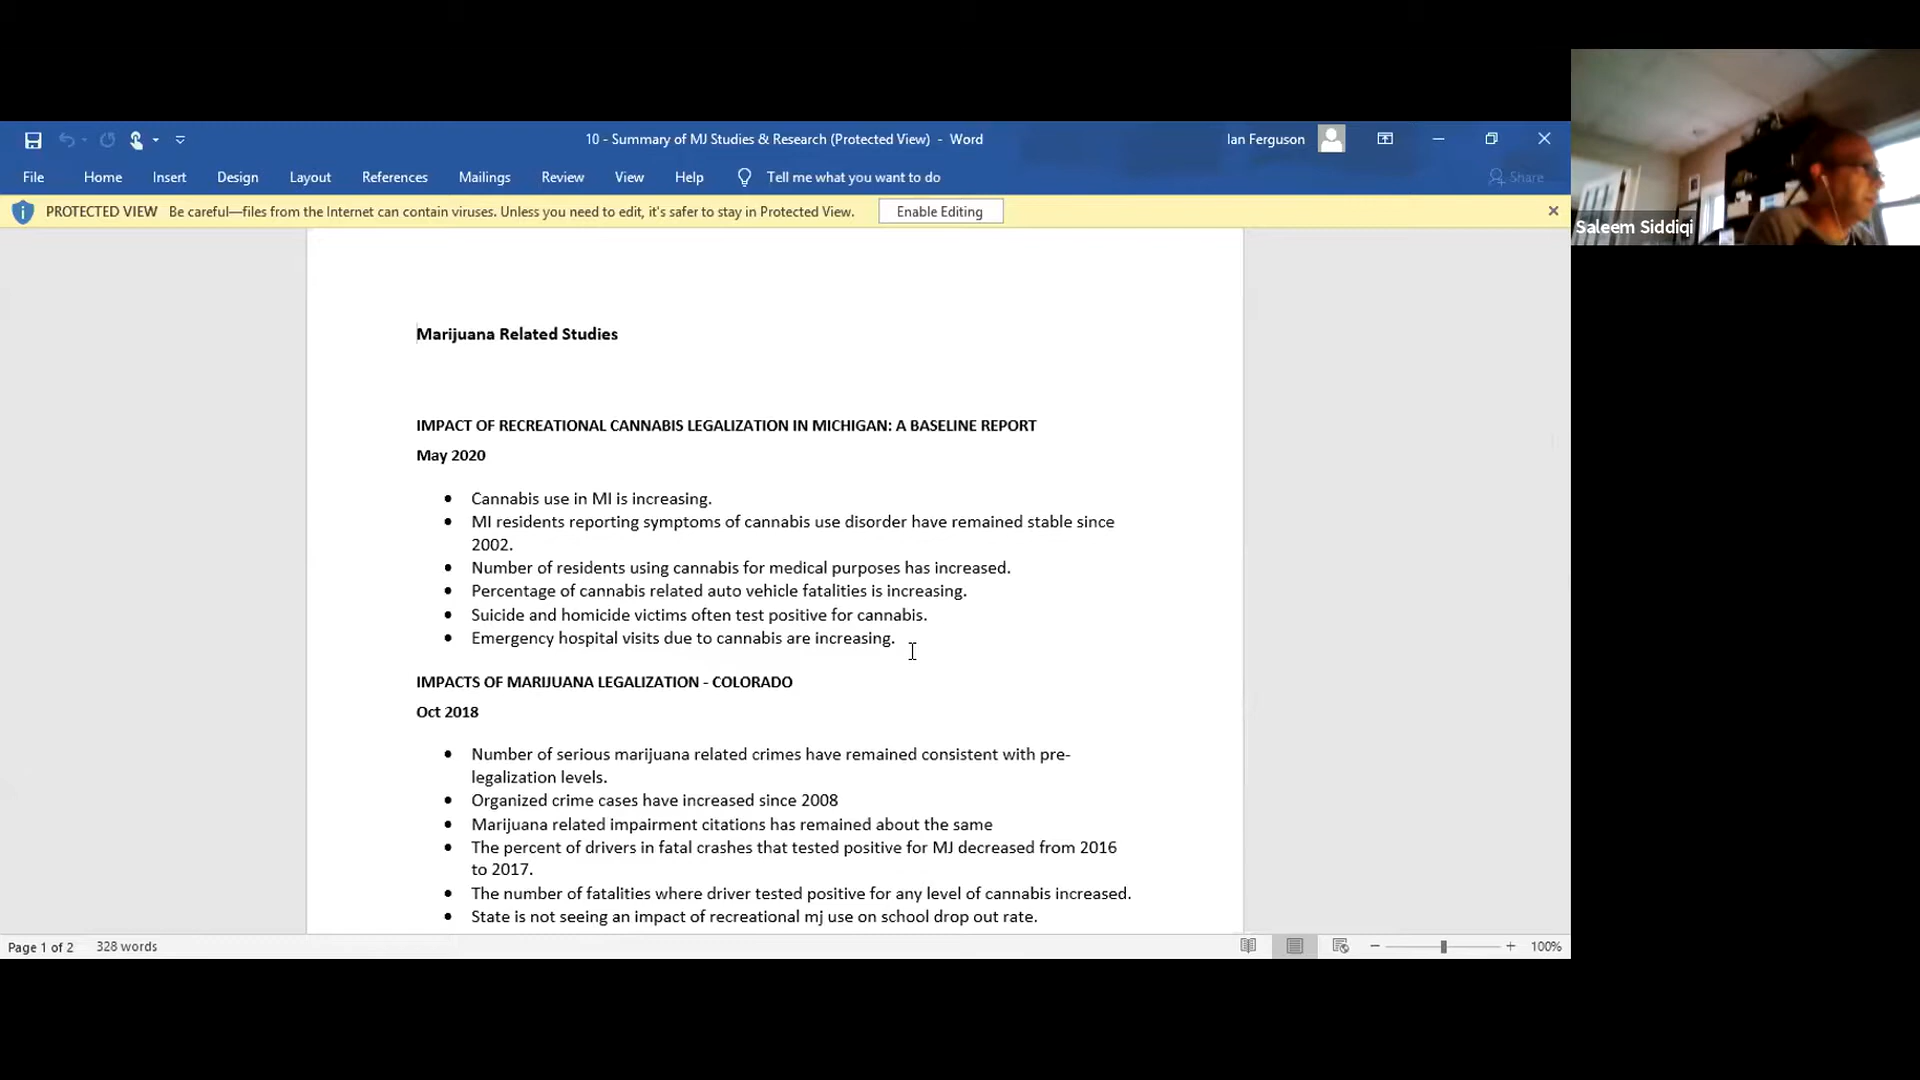 10 - Summary of MJ Studies & Research (Protected View) - Word
Ian Ferguson
File Home Insert Design Layout References Mailings Review View Help Tell me what you want to do Share
PROTECTED VIEW Be careful—files from the Internet can contain viruses. Unless you need to edit, it's safer to stay in Protected View. Enable Editing
Saleem Siddiqi
Marijuana Related Studies
IMPACT OF RECREATIONAL CANNABIS LEGALIZATION IN MICHIGAN: A BASELINE REPORT
May 2020
• Cannabis use in MI is increasing.
• MI residents reporting symptoms of cannabis use disorder have remained stable since
2002.
• Number of residents using cannabis for medical purposes has increased.
• Percentage of cannabis related auto vehicle fatalities is increasing.
• Suicide and homicide victims often test positive for cannabis.
• Emergency hospital visits due to cannabis are increasing.
IMPACTS OF MARIJUANA LEGALIZATION - COLORADO
Oct 2018
• Number of serious marijuana related crimes have remained consistent with pre-
legalization levels.
• Organized crime cases have increased since 2008
• Marijuana related impairment citations has remained about the same
• The percent of drivers in fatal crashes that tested positive for MJ decreased from 2016
to 2017.
• The number of fatalities where driver tested positive for any level of cannabis increased.
• State is not seeing an impact of recreational mj use on school drop out rate.
Page 1 of 2 328 words 100%